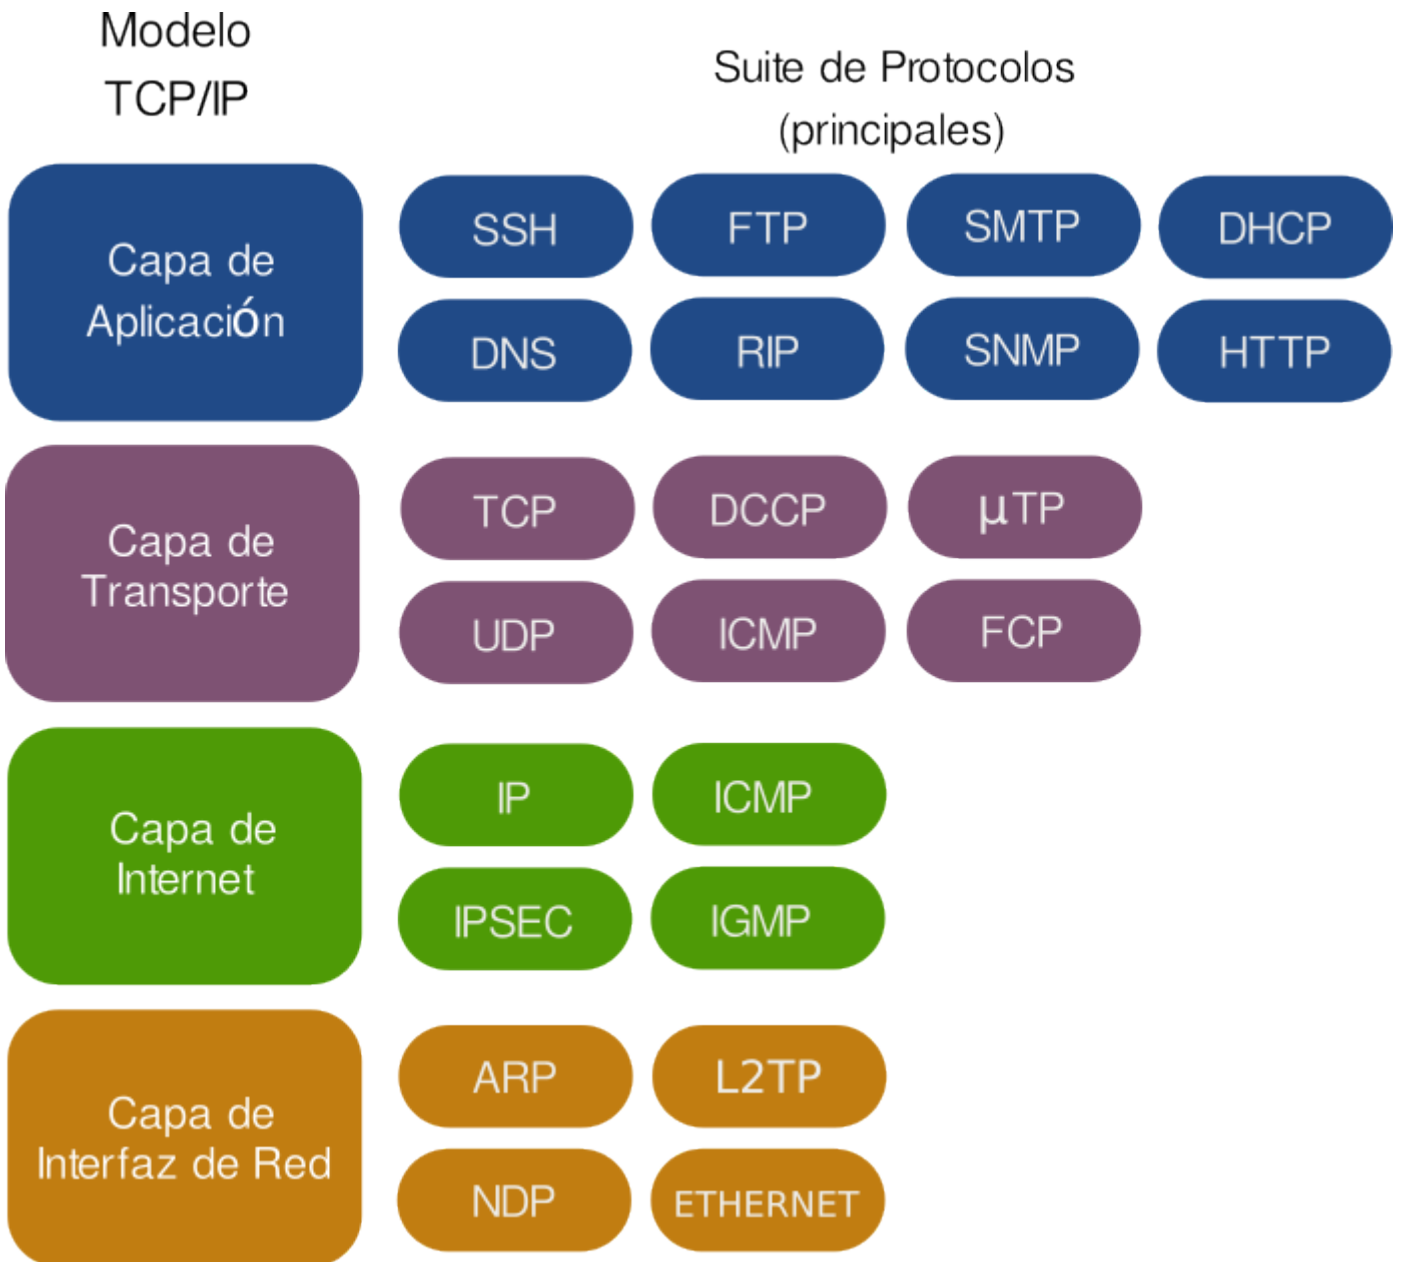 Modelo
TCP/IP
Suite de Protocolos
(principales)
Capa de
Aplicación
SSH
FTP
SMTP
DHCP
DNS
RIP
SNMP
HTTP
Capa de
Transporte
TCP
DCCP
µTP
UDP
ICMP
FCP
Capa de
Internet
IP
ICMP
IPSEC
IGMP
Capa de
Interfaz de Red
ARP
L2TP
NDP
ETHERNET